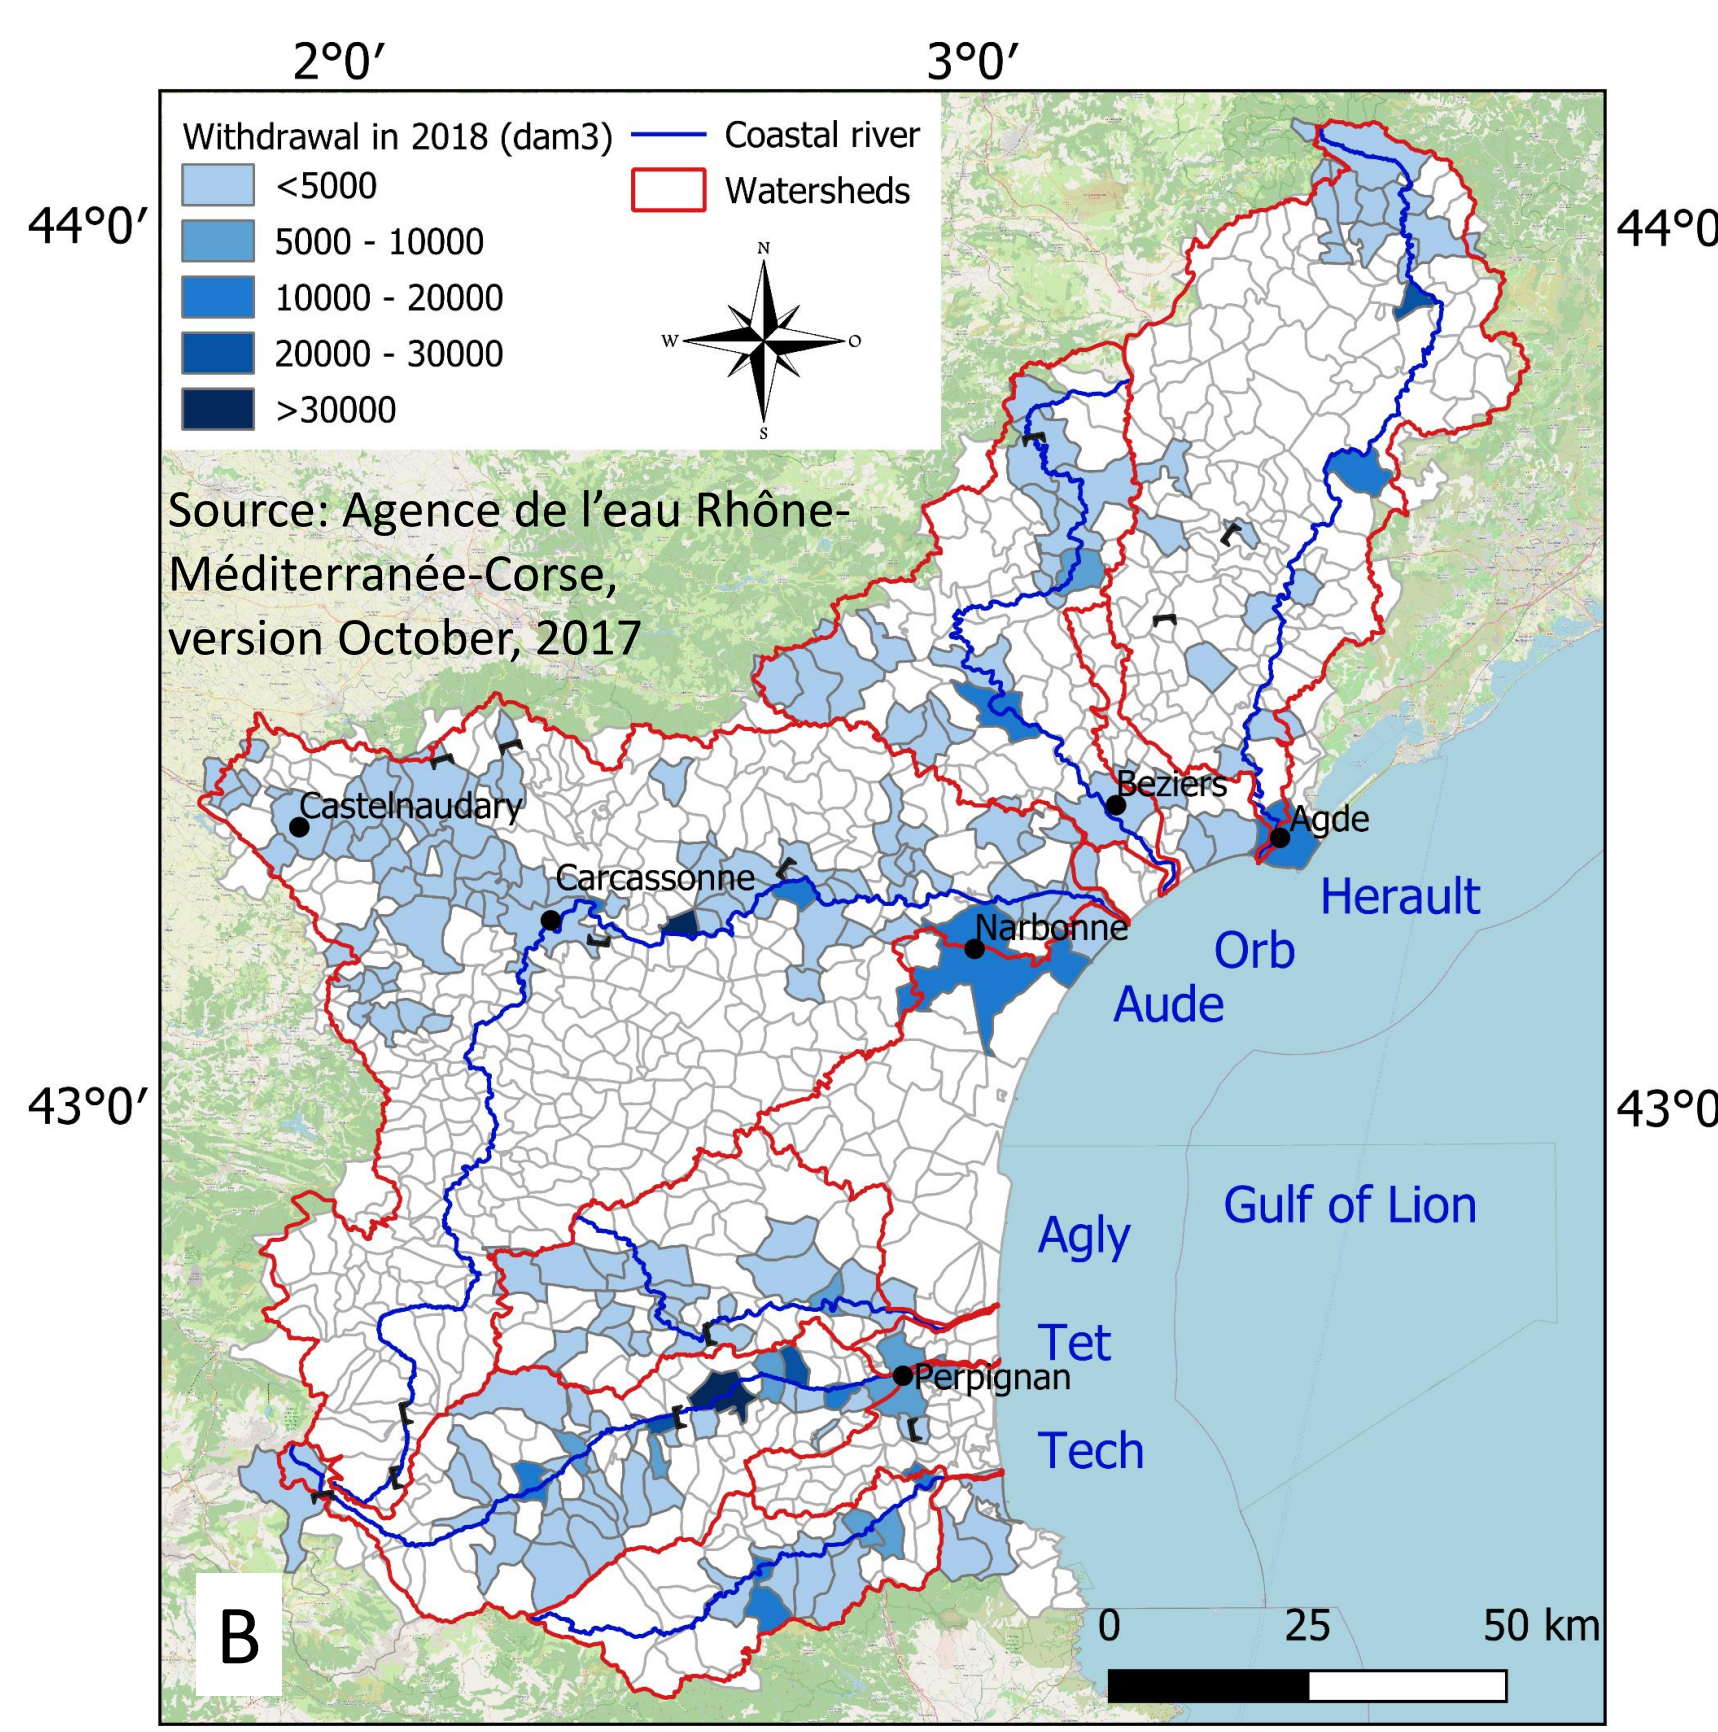 2°0′ 3°0′
Withdrawal in 2018 (dam3)
<5000
5000 - 10000
10000 - 20000
20000 - 30000
>30000
Coastal river
Watersheds
N
W O
S
44°0′ 44°0
Source: Agence de l’eau Rhône-
Méditerranée-Corse,
version October, 2017
Beziers
Castelnaudary
Agde
Carcassonne
Herault
Narbonne
Orb
Aude
43°0′ 43°0
Gulf of Lion
Agly
Tet
Perpignan
Tech
B
0 25 50 km